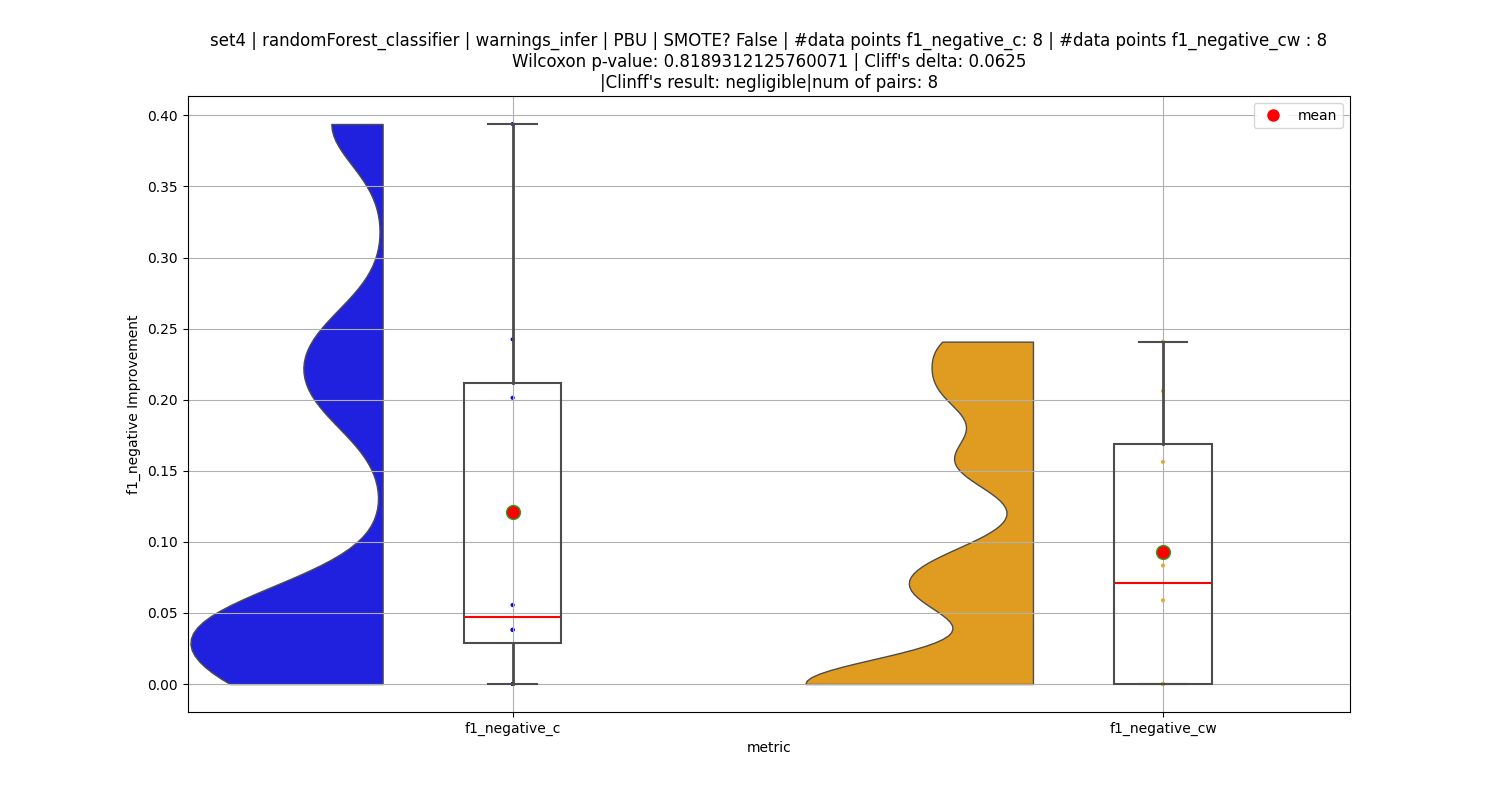 set4 | randomForest_classifier | warnings_infer | PBU | SMOTE? False | #data points f1_negative_c: 8 | #data points f1_negative_cw : 8
Wilcoxon p-value: 0.8189312125760071 | Cliff's delta: 0.0625
|Clinff's result: negligible|num of pairs: 8
mean
0.40
0.35
0.30
0.25
0.20
0.15
0.10
0.05
0.00
f1_negative Improvement
f1_negative_c
f1_negative_cw
metric